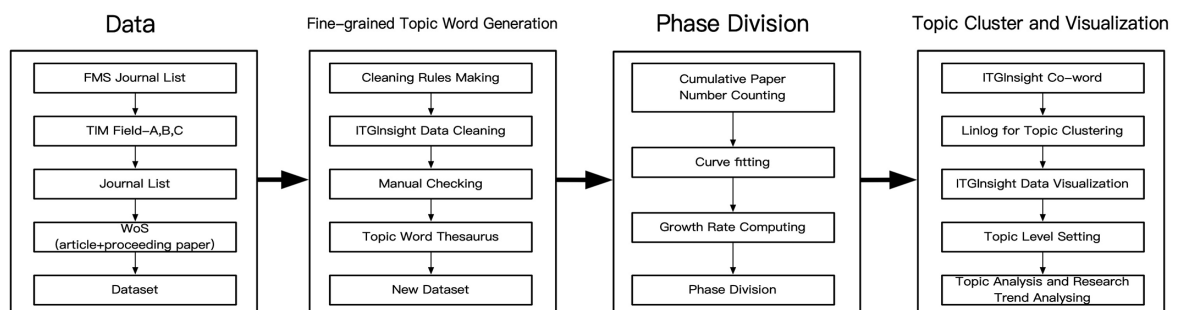 Data
FMS Journal List
TIM Field-A,B,C
Journal List
WoS
(article+proceeding paper)
Dataset
Fine-grained Topic Word Generation
Cleaning Rules Making
ITGInsight Data Cleaning
Manual Checking
Topic Word Thesaurus
New Dataset
Phase Division
Cumulative Paper
Number Counting
Curve fitting
Growth Rate Computing
Phase Division
Topic Cluster and Visualization
ITGInsight Co-word
Linlog for Topic Clustering
ITGInsight Data Visualization
Topic Level Setting
Topic Analysis and Research
Trend Analysing